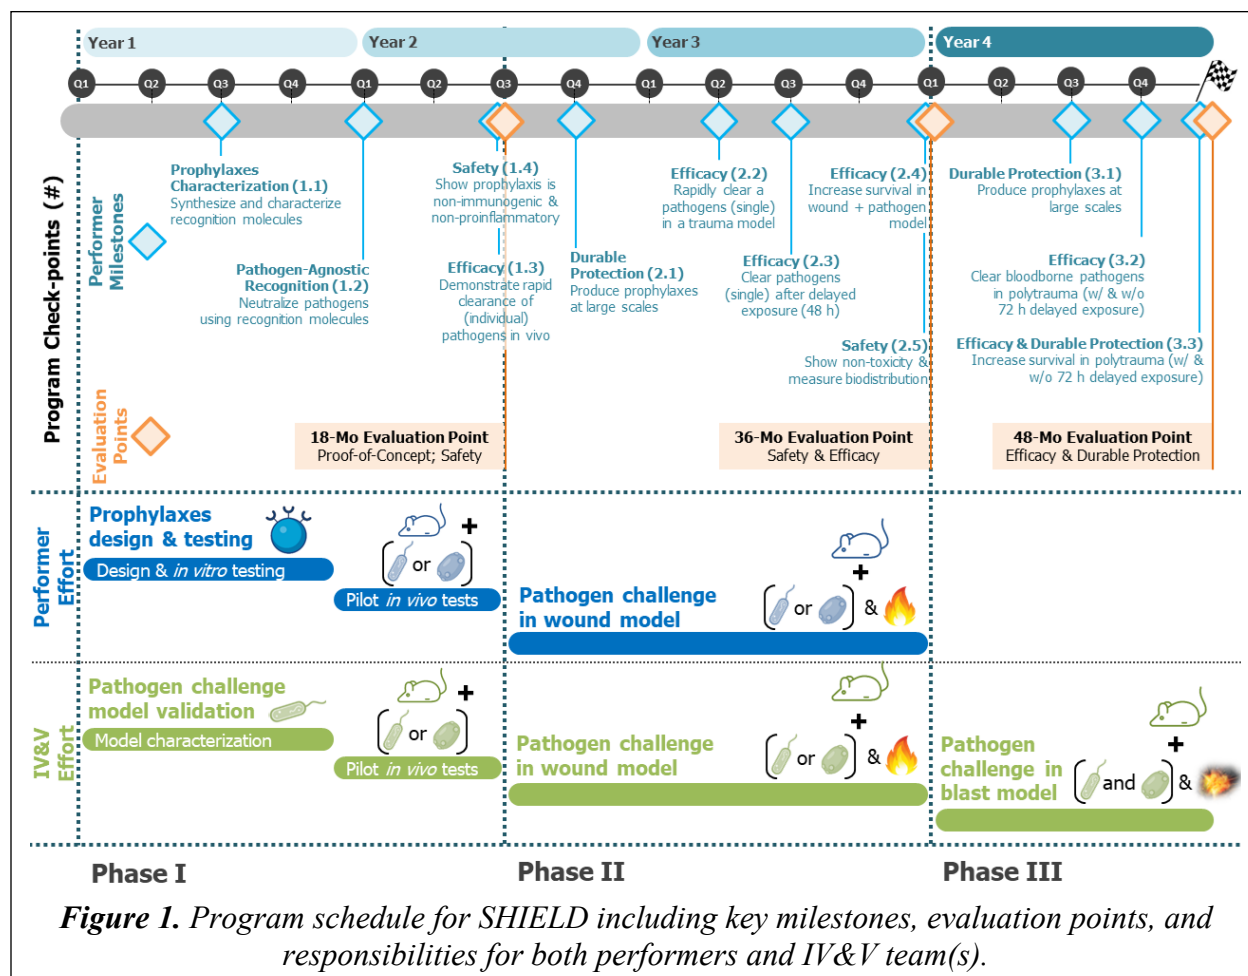 Year 1
Year 2
Year 3
Year 4
Q1
Q2
Q3
Q4
Q1
Q2
Q3
Q4
Q1
Q2
Q3
Q4
Q1
Q2
Q3
Q4
Program Check-points (#)
Performer
Milestones
Evaluation
Points
Prophylaxes
Characterization (1.1)
Synthesize and characterize
recognition molecules
Pathogen-Agnostic
Recognition (1.2)
Neutralize pathogens
using recognition molecules
Safety (1.4)
Show prophylaxis is
non-immunogenic &
non-proinflammatory
Efficacy (1.3)
Demonstrate rapid
clearance of
(individual)
pathogens in vivo
Durable
Protection (2.1)
Produce prophylaxes
at large scales
Efficacy (2.2)
Rapidly clear a
pathogens (single)
in a trauma model
Efficacy (2.3)
Clear pathogens
(single) after delayed
exposure (48 h)
Efficacy (2.4)
Increase survival in
wound + pathogen
model
Safety (2.5)
Show non-toxicity &
measure biodistribution
Durable Protection (3.1)
Produce prophylaxes at
large scales
Efficacy (3.2)
Clear bloodborne pathogens
in polytrauma (w/ & w/o
72 h delayed exposure)
Efficacy & Durable Protection (3.3)
Increase survival in polytrauma (w/ &
w/o 72 h delayed exposure)
18-Mo Evaluation Point
Proof-of-Concept; Safety
36-Mo Evaluation Point
Safety & Efficacy
48-Mo Evaluation Point
Efficacy & Durable Protection
Performer
Effort
Prophylaxes
design & testing
Design & in vitro testing
+
( or )
Pilot in vivo tests
Pathogen challenge
in wound model
+
( or ) &
IV&V
Effort
Pathogen challenge
model validation
Model characterization
+
( or )
Pilot in vivo tests
Pathogen challenge
in wound model
+
( or ) &
Pathogen
challenge in
blast model
+
( and ) &
Phase I
Phase II
Phase III
Figure 1. Program schedule for SHIELD including key milestones, evaluation points, and
responsibilities for both performers and IV&V team(s).